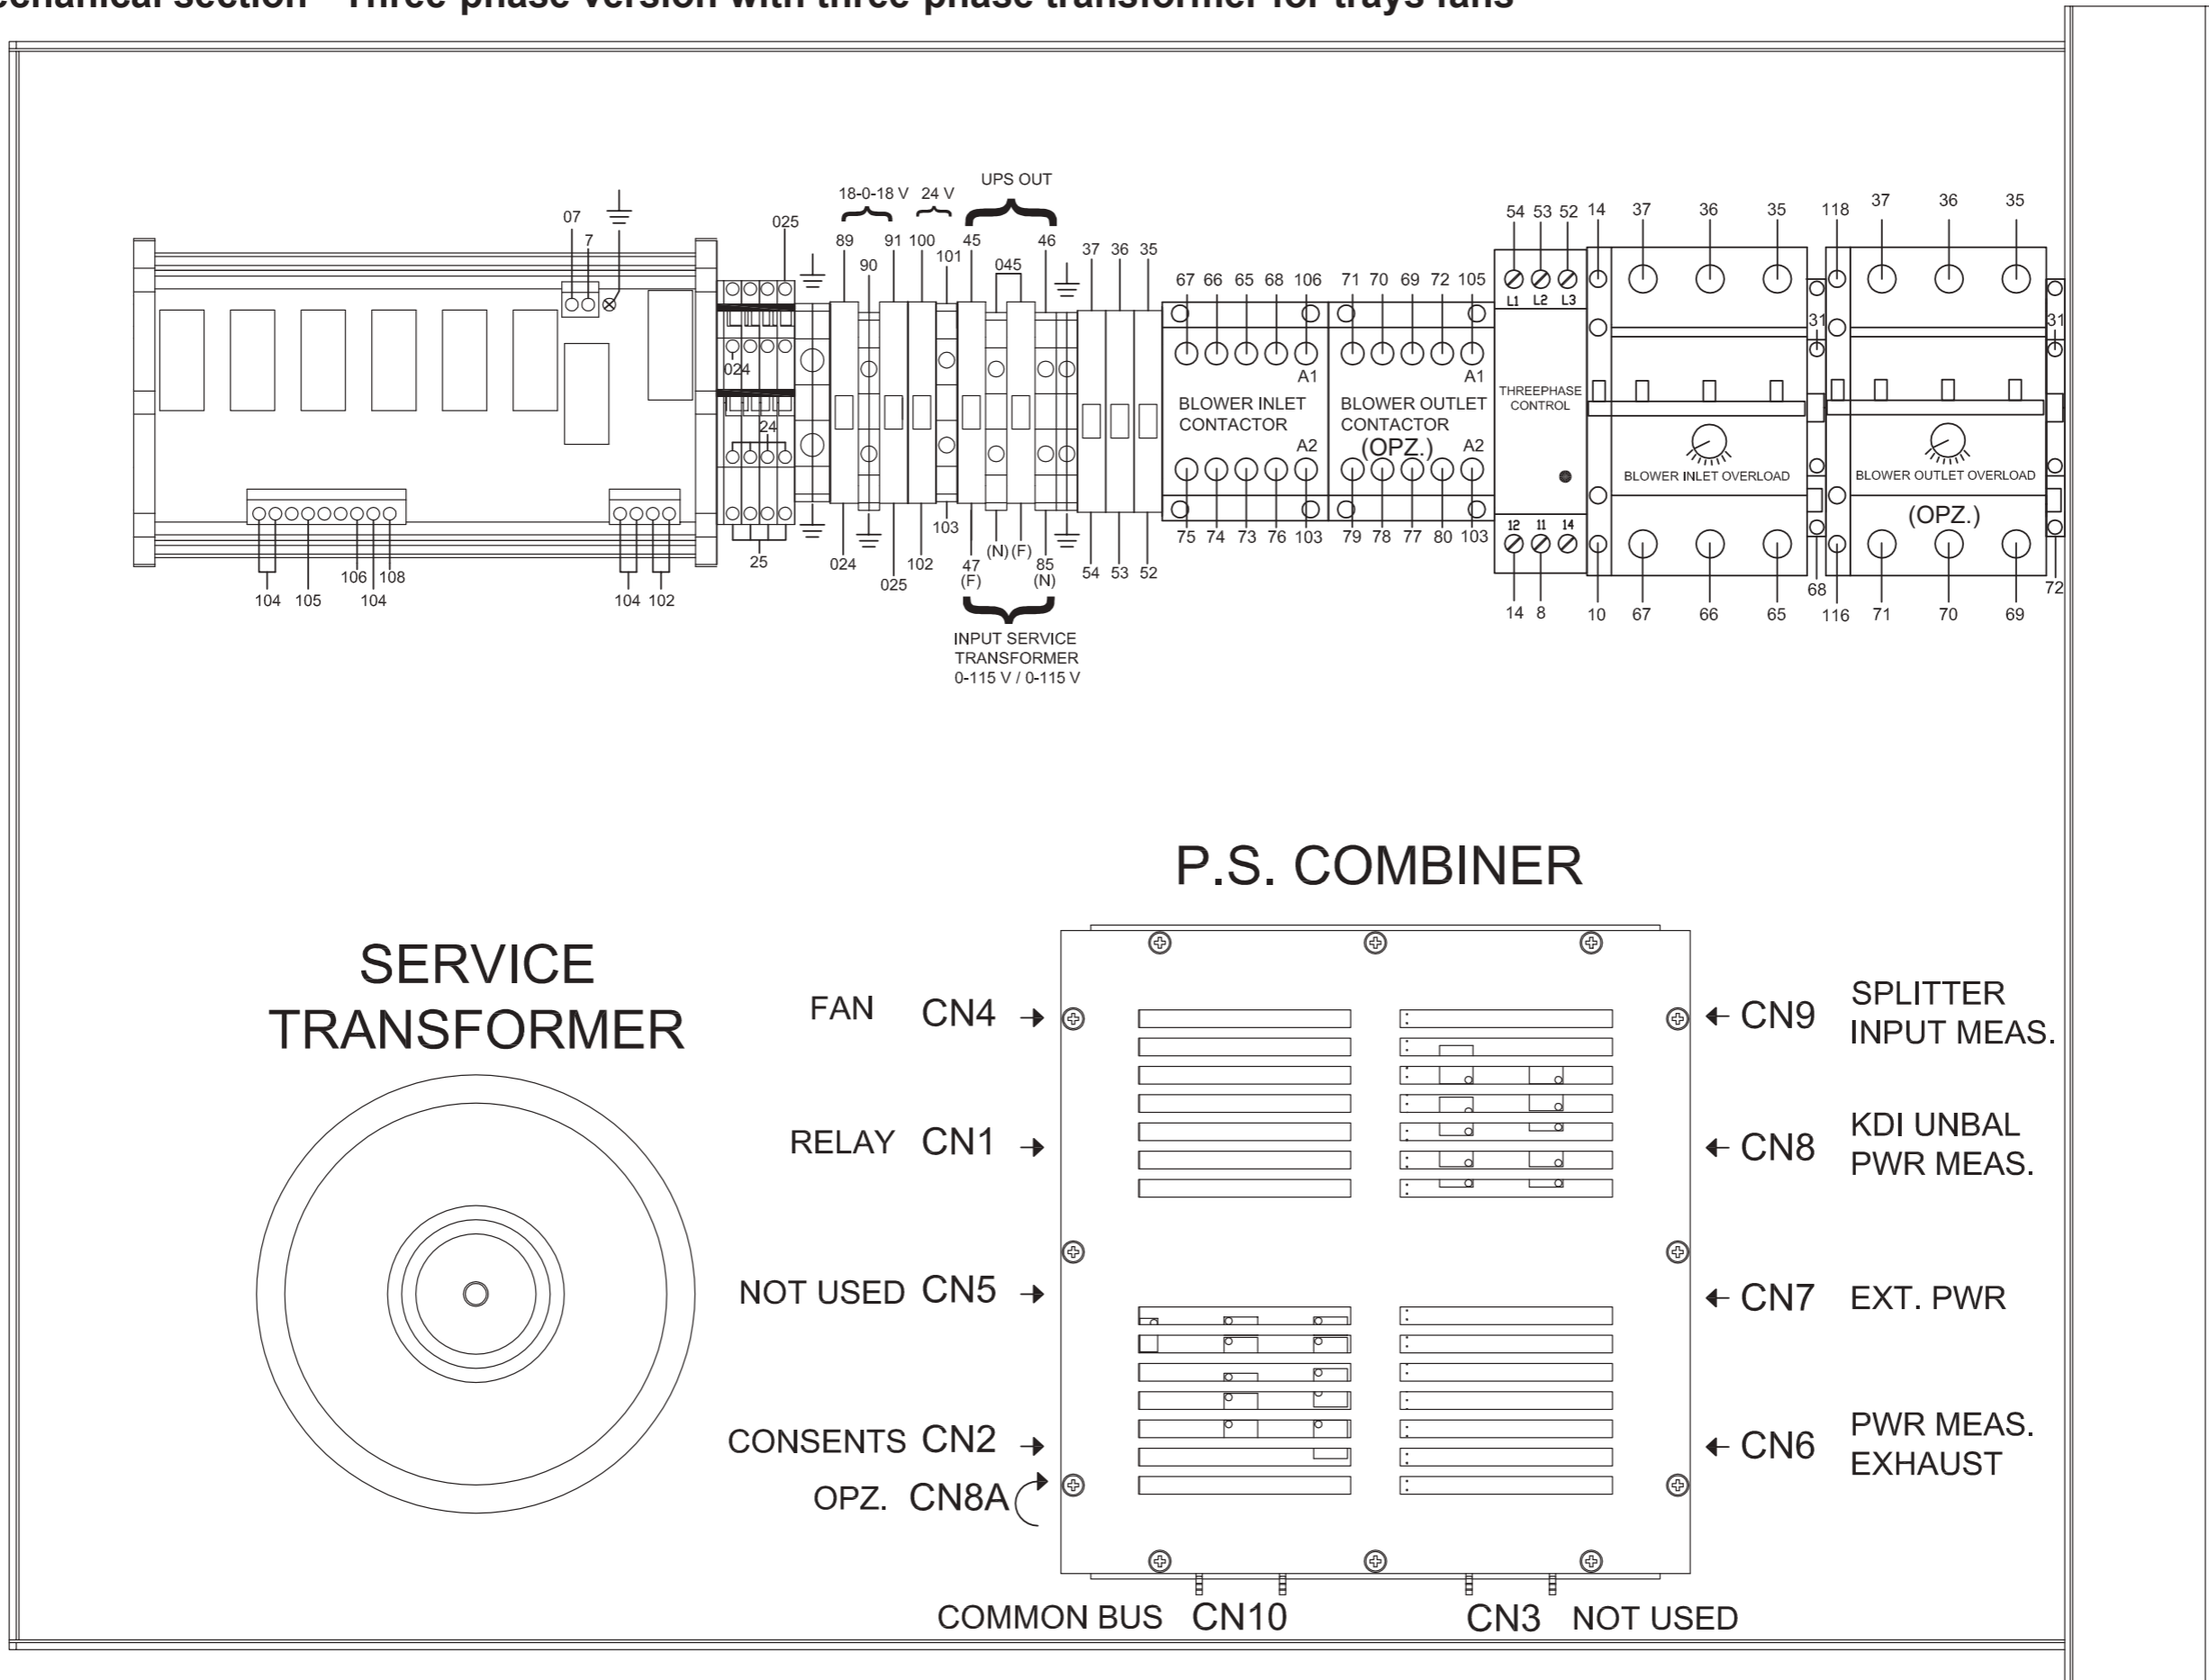 Three phase version with three phase transformer for trays fans
UPS OUT
18-0-18 V 24 V
07
7
025
89
90
91 100
101
45
045
46
37 36 35
67 66 65 68 106
71 70 69 72 105
54 53 52 14 37 36 35 118 37 36 35
L1 L2 L3
31
31
024
24
A1
A1
BLOWER INLET
CONTACTOR
A2
BLOWER OUTLET
CONTACTOR
(OPZ.) A2
THREEPHASE
CONTROL
BLOWER INLET OVERLOAD
BLOWER OUTLET OVERLOAD
(OPZ.)
12 11 14
104 105 106 104 108
104 102
25
024
025
102
103
47
(F)
(N) (F)
85
(N)
54 53 52
75 74 73 76 103
79 78 77 80 103
14 8 10 67 66 65 68 116 71 70 69 72
INPUT SERVICE
TRANSFORMER
0-115 V / 0-115 V
P.S. COMBINER
SERVICE
TRANSFORMER
FAN CN4
RELAY CN1
NOT USED CN5
CONSENTS CN2
OPZ. CN8A
CN9 SPLITTER
INPUT MEAS.
CN8 KDI UNBAL
PWR MEAS.
CN7 EXT. PWR
CN6 PWR MEAS.
EXHAUST
COMMON BUS CN10
CN3 NOT USED